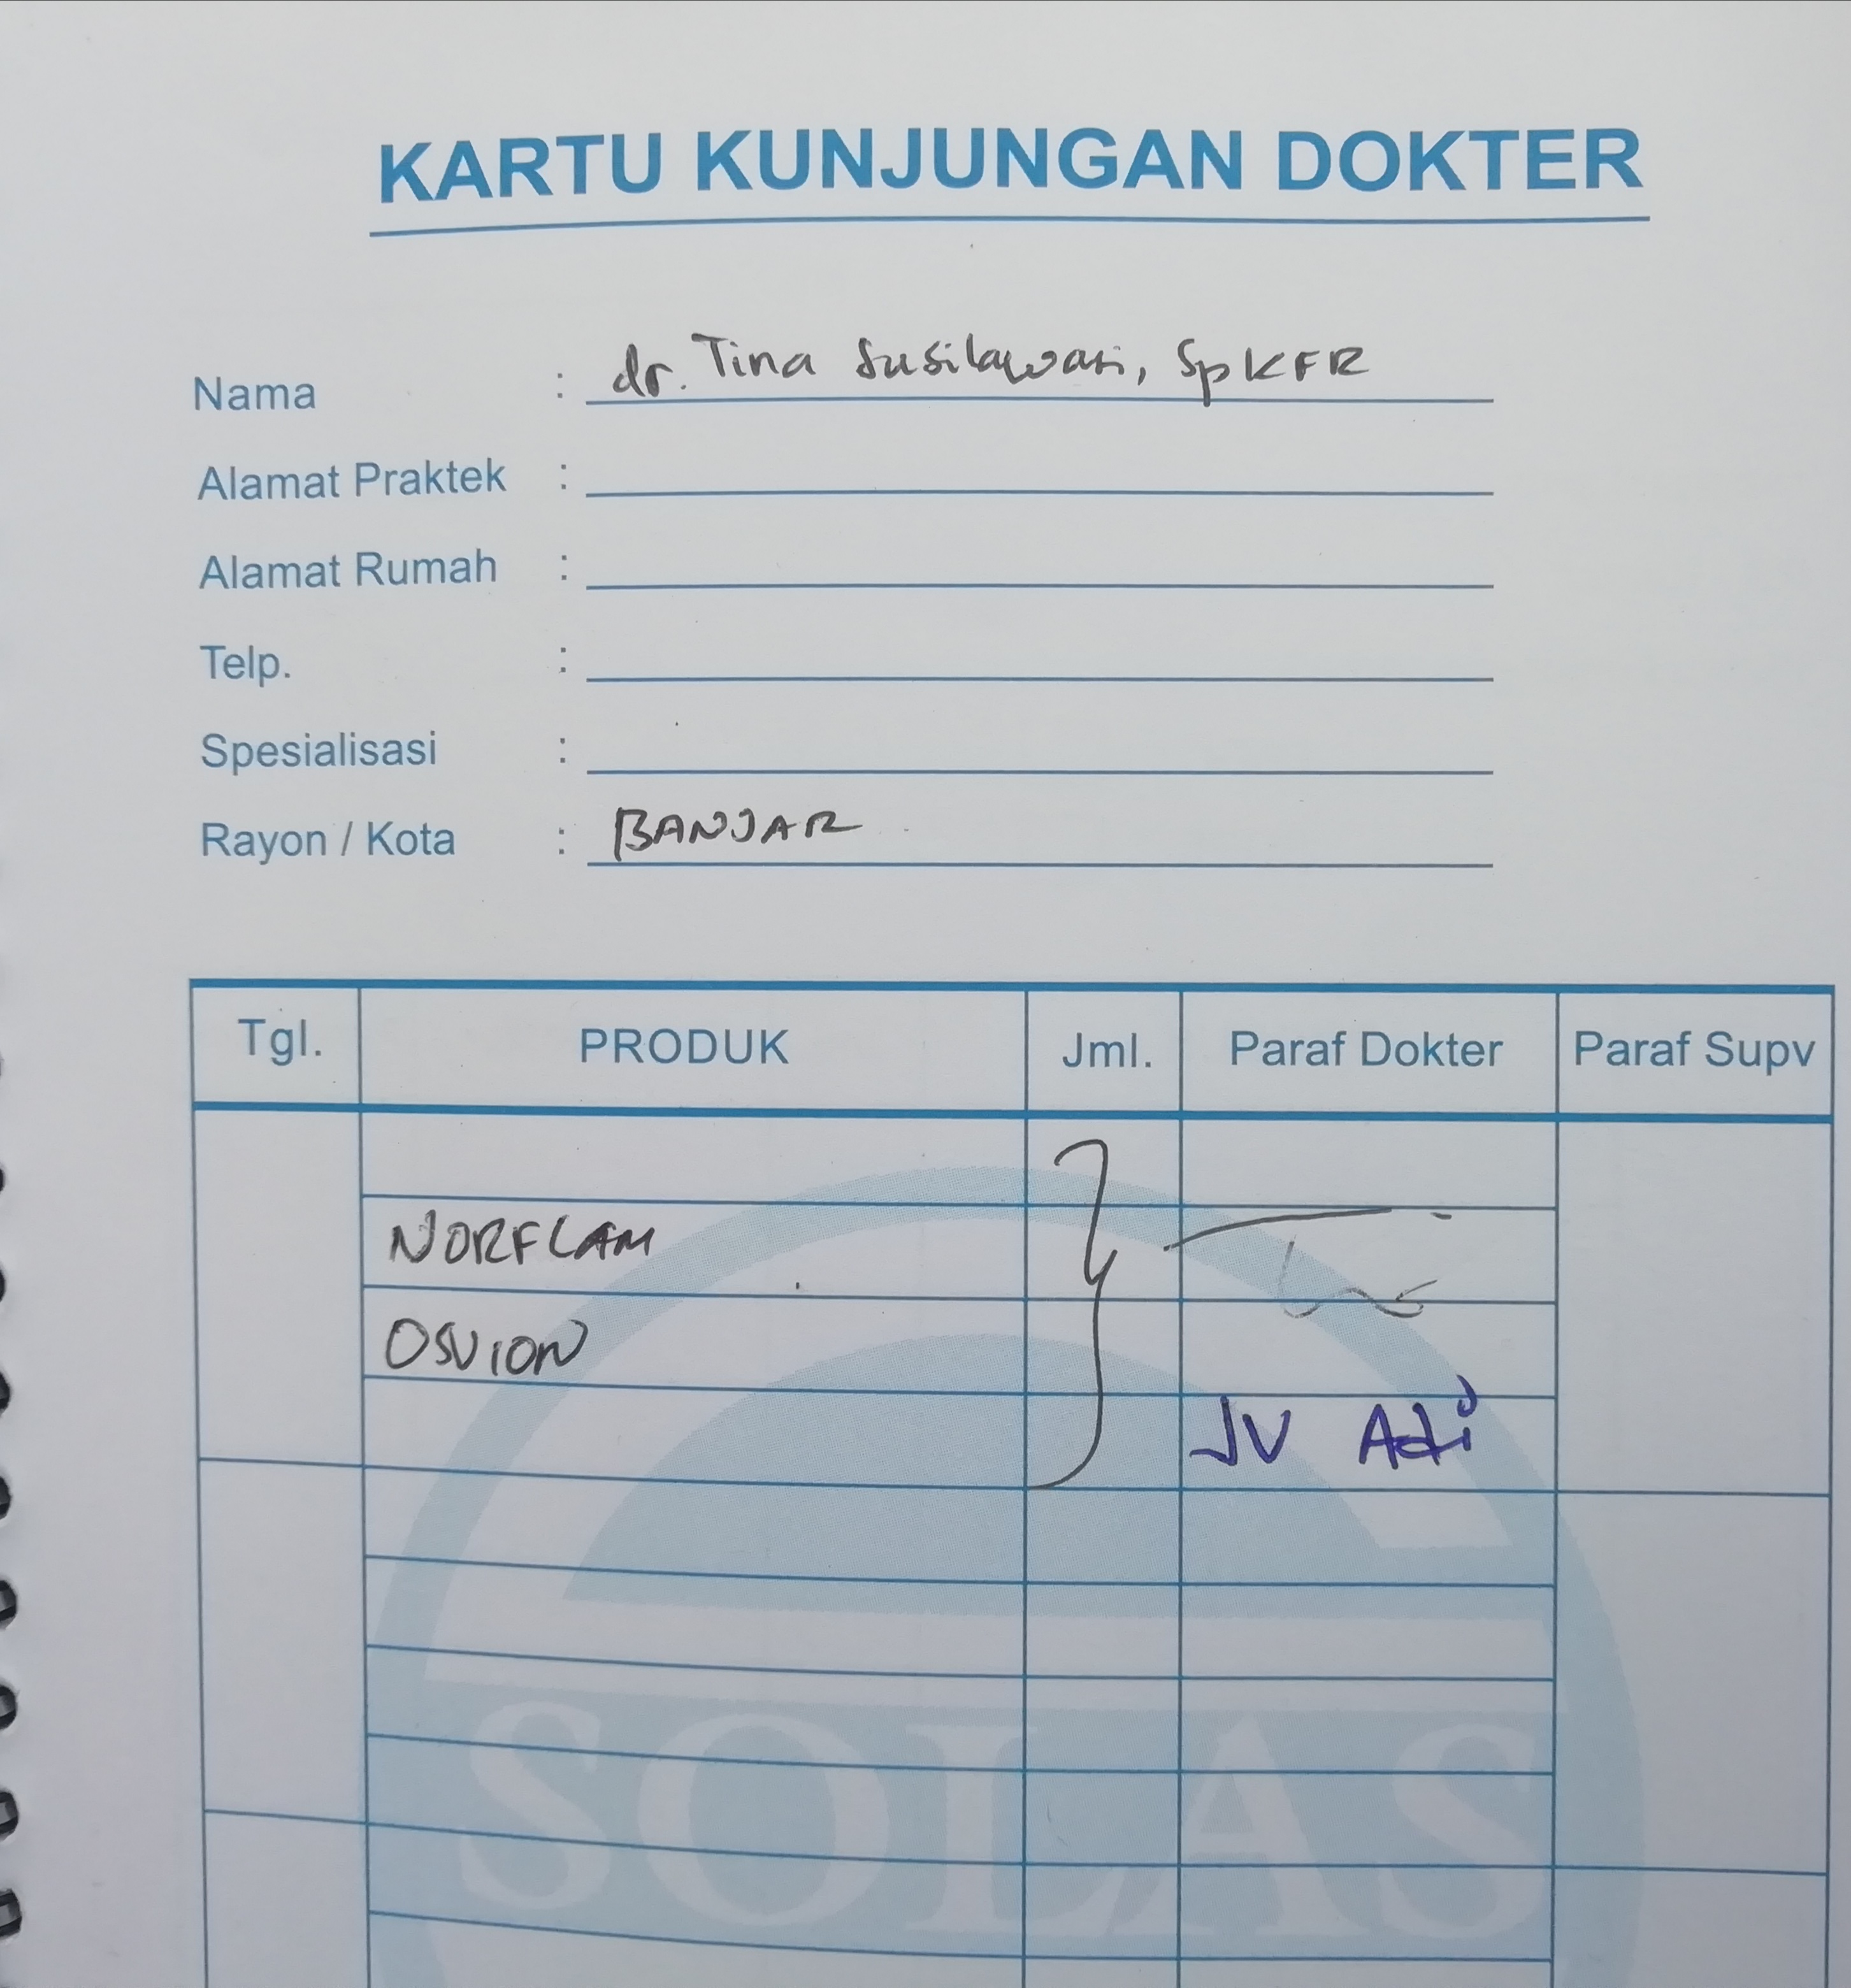 KARTU KUNJUNGAN DOKTER
Nama : dr. Tina Susilawati, SpKFR
Alamat Praktek :
Alamat Rumah :
Telp. :
Spesialisasi :
Rayon / Kota : BANJAR
Tgl. PRODUK Jml. Paraf Dokter Paraf Supv
NORFLAM
OSVION
JV Adi
SOLAS